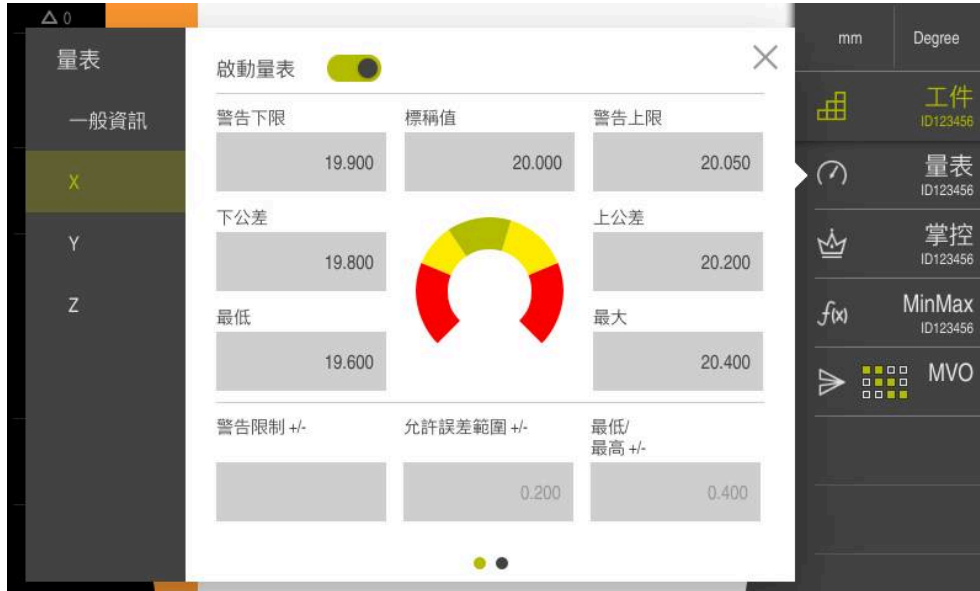 0
量表
一般資訊
X
Y
Z
啟動量表
警告下限
標稱值
警告上限
19.900
20.000
20.050
下公差
上公差
19.800
20.200
最低
最大
19.600
20.400
警告限制 +/-
允許誤差範圍 +/-
最低/
最高 +/-
0.200
0.400
mm
Degree
工件
ID123456
量表
ID123456
掌控
ID123456
f(x)
MinMax
ID123456
MVO